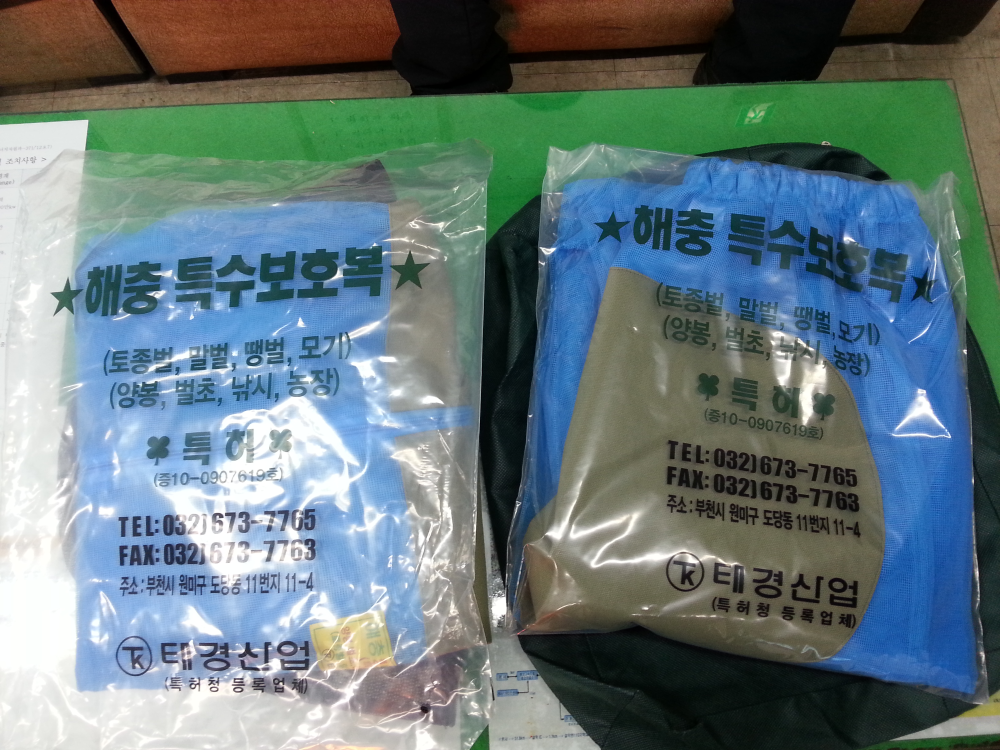 조치사항 >
★해충 특수보호복★
(토종벌, 말벌, 땡벌, 모기)
(양봉, 벌초, 낚시, 농장)
특 허
(증10-0907619호)
TEL: 032) 673-7765
FAX: 032) 673-7763
주소 : 부천시 원미구 도당동 11번지 11-4
TK 태경산업
(특허청 등록업체)
★해충 특수보호복★
(토종벌, 말벌, 땡벌, 모기)
(양봉, 벌초, 낚시, 농장)
특 허
(증10-0907619호)
TEL: 032) 673-7765
FAX: 032) 673-7763
주소 : 부천시 원미구 도당동 11번지 11-4
TK 태경산업
(특허청 등록업체)